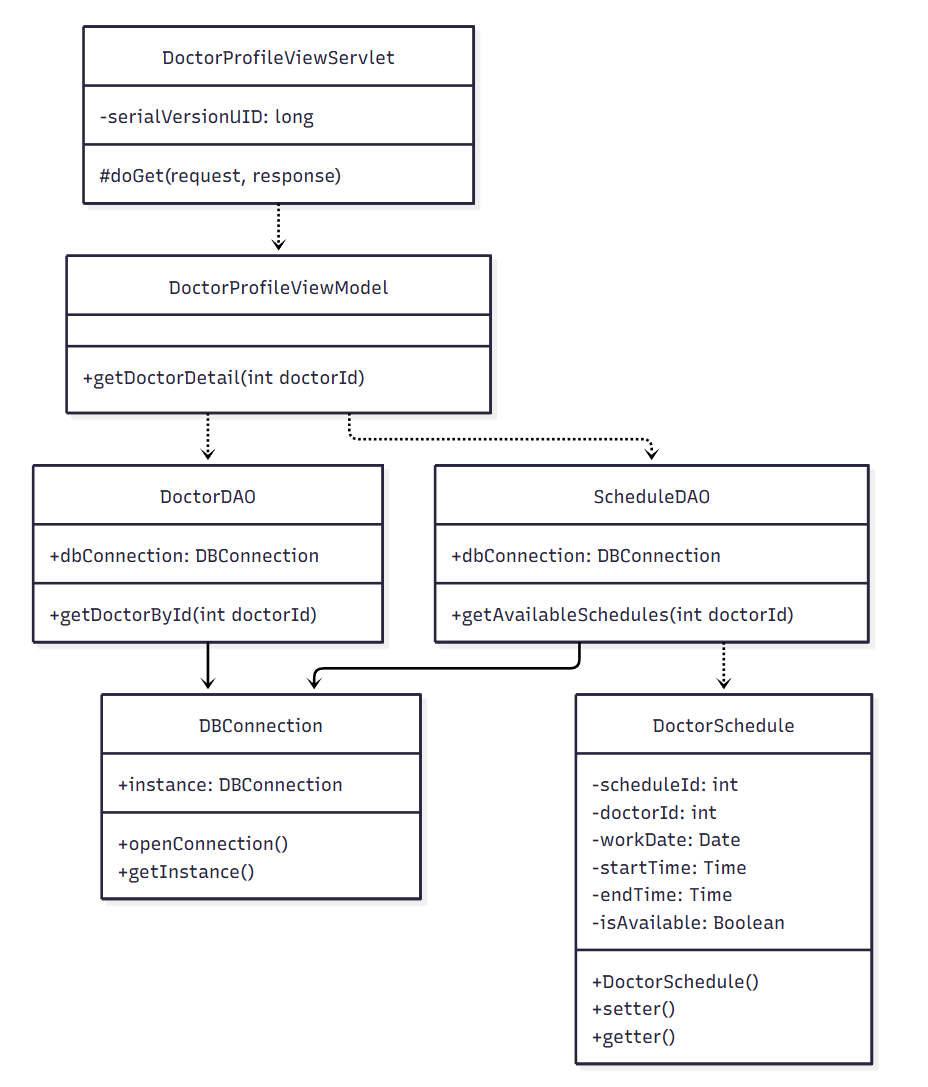 DoctorProfileViewServlet
-serialVersionUID: long
#doGet(request, response)
DoctorProfileViewModel
+getDoctorDetail(int doctorId)
DoctorDAO
+dbConnection: DBConnection
+getDoctorById(int doctorId)
ScheduleDAO
+dbConnection: DBConnection
+getAvailableSchedules(int doctorId)
DBConnection
+instance: DBConnection
+openConnection()
+getInstance()
DoctorSchedule
-scheduleId: int
-doctorId: int
-workDate: Date
-startTime: Time
-endTime: Time
-isAvailable: Boolean
+DoctorSchedule()
+setter()
+getter()